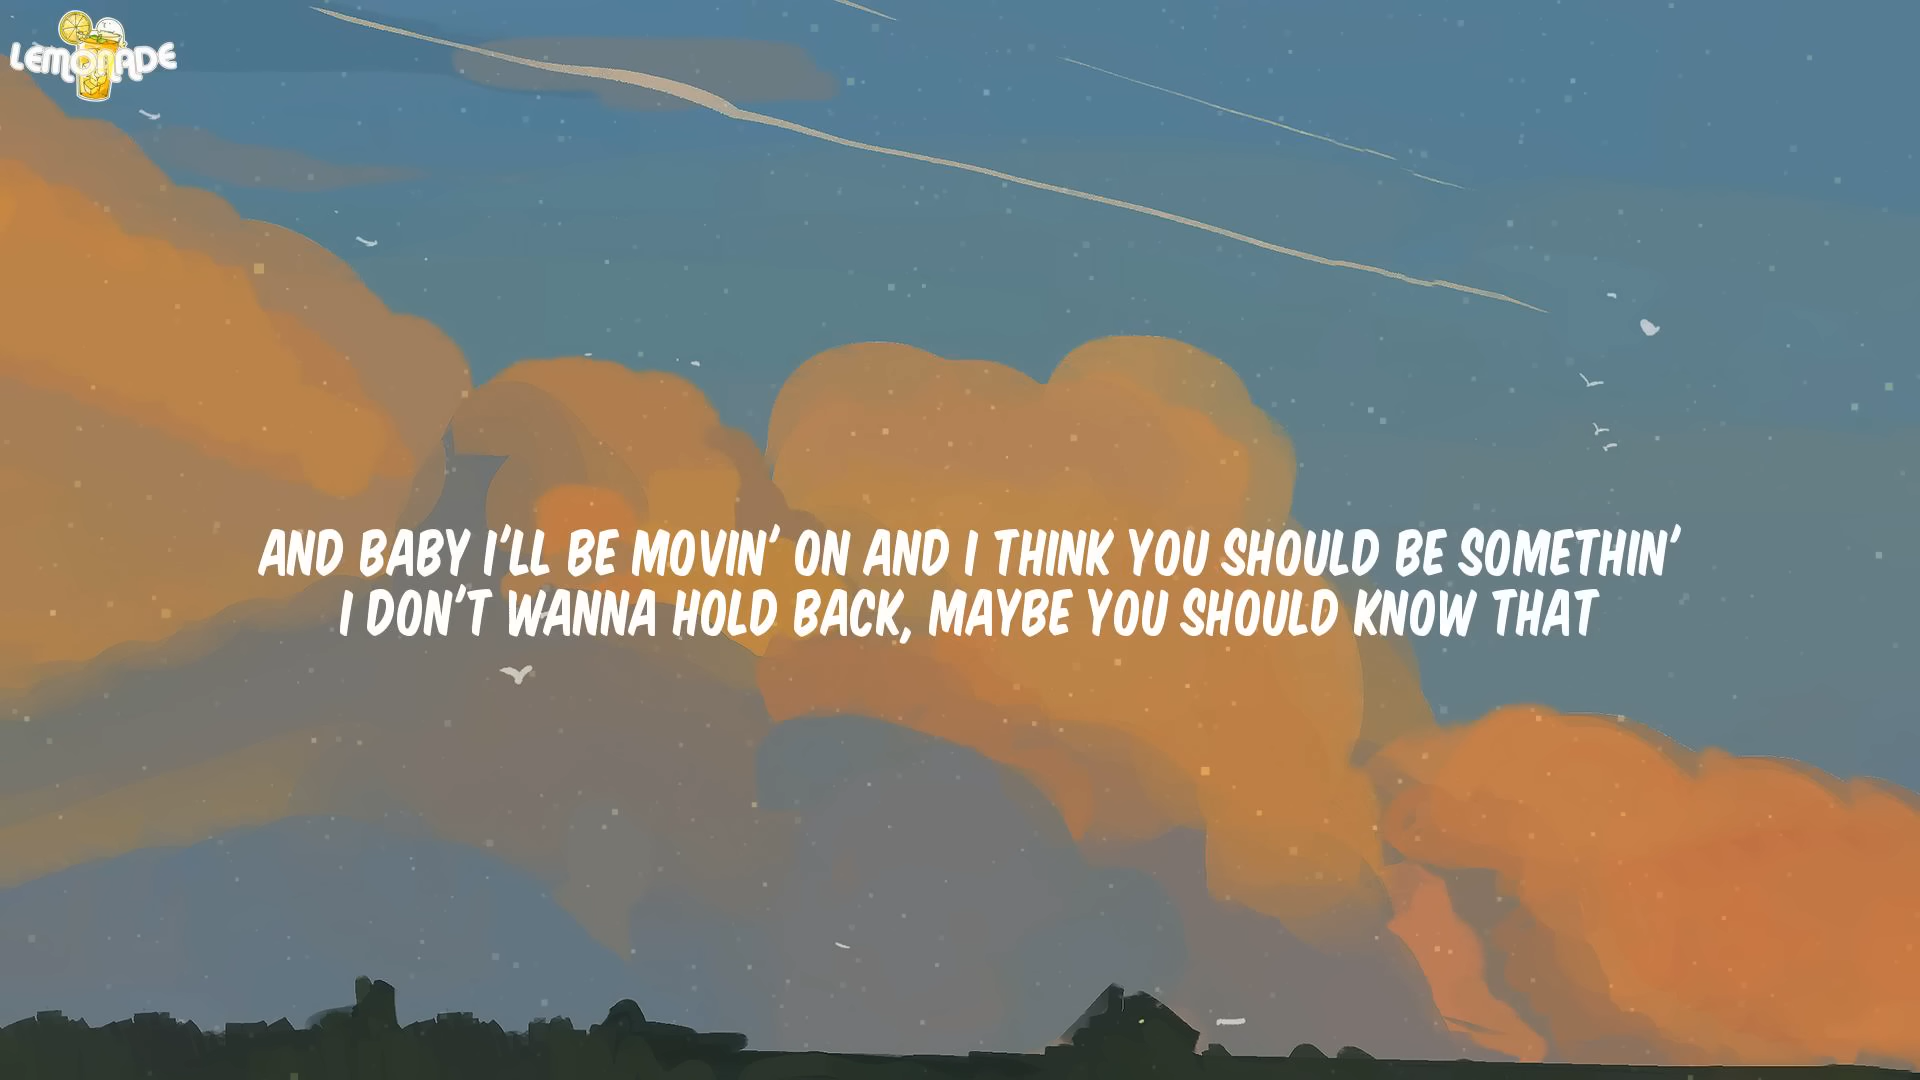 LEMONADE
AND BABY I'LL BE MOVIN' ON AND I THINK YOU SHOULD BE SOMETHIN'
I DON'T WANNA HOLD BACK, MAYBE YOU SHOULD KNOW THAT